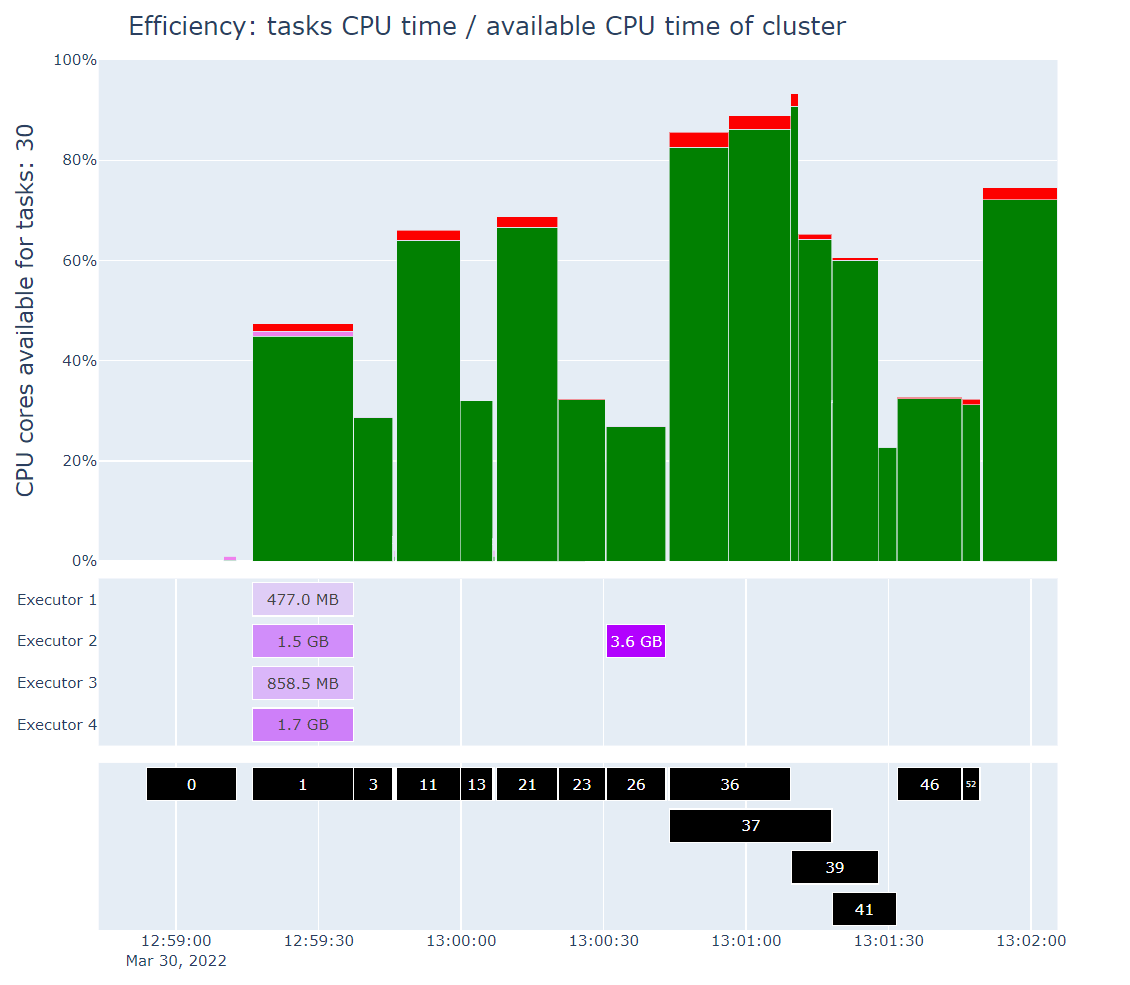 Efficiency: tasks CPU time / available CPU time of cluster
CPU cores available for tasks: 30
100%
80%
60%
40%
20%
0%
Executor 1
477.0 MB
Executor 2
1.5 GB
3.6 GB
Executor 3
858.5 MB
Executor 4
1.7 GB
0
1
3
11
13
21
23
26
36
46
52
37
39
41
12:59:00
12:59:30
13:00:00
13:00:30
13:01:00
13:01:30
13:02:00
Mar 30, 2022